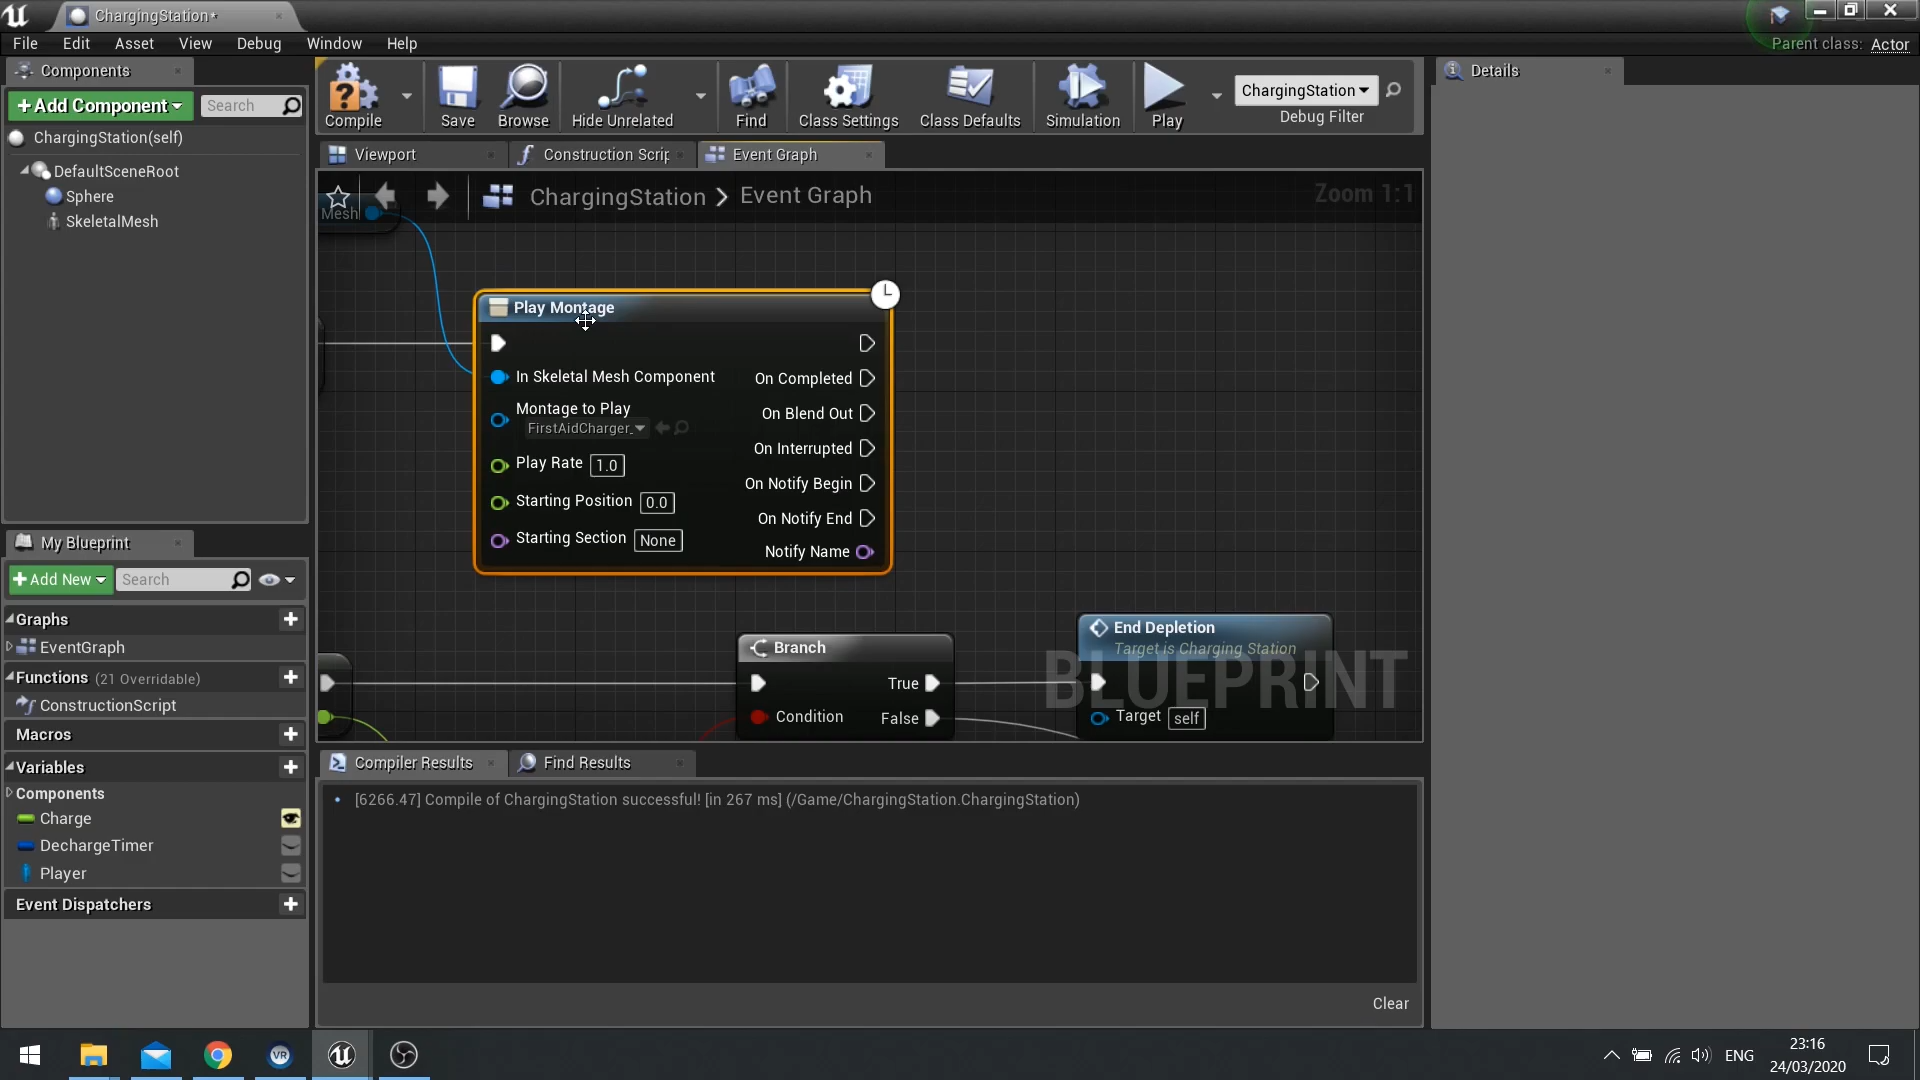 ChargingStation*
File Edit Asset View Debug Window Help
Parent class: Actor
Components
+Add Component Search
ChargingStation(self)
DefaultSceneRoot
Sphere
SkeletalMesh
Compile Save Browse Hide Unrelated Find Class Settings Class Defaults Simulation Play
ChargingStation
Debug Filter
Details
Viewport Construction Scrip Event Graph
ChargingStation > Event Graph
Zoom 1:1
Mesh
Play Montage
In Skeletal Mesh Component
On Completed
Montage to Play
FirstAidCharger_
On Blend Out
On Interrupted
Play Rate 1.0
On Notify Begin
Starting Position 0.0
On Notify End
Starting Section None
Notify Name
Branch
True
Condition False
End Depletion
Target is Charging Station
Target self
BLUEPRINT
My Blueprint
+Add New Search
Graphs
EventGraph
Functions (21 Overridable)
ConstructionScript
Macros
Variables
Components
Charge
DechargeTimer
Player
Event Dispatchers
Compiler Results Find Results
[6266.47] Compile of ChargingStation successful! [in 267 ms] (/Game/ChargingStation.ChargingStation)
Clear
VR
ENG
23:16
24/03/2020